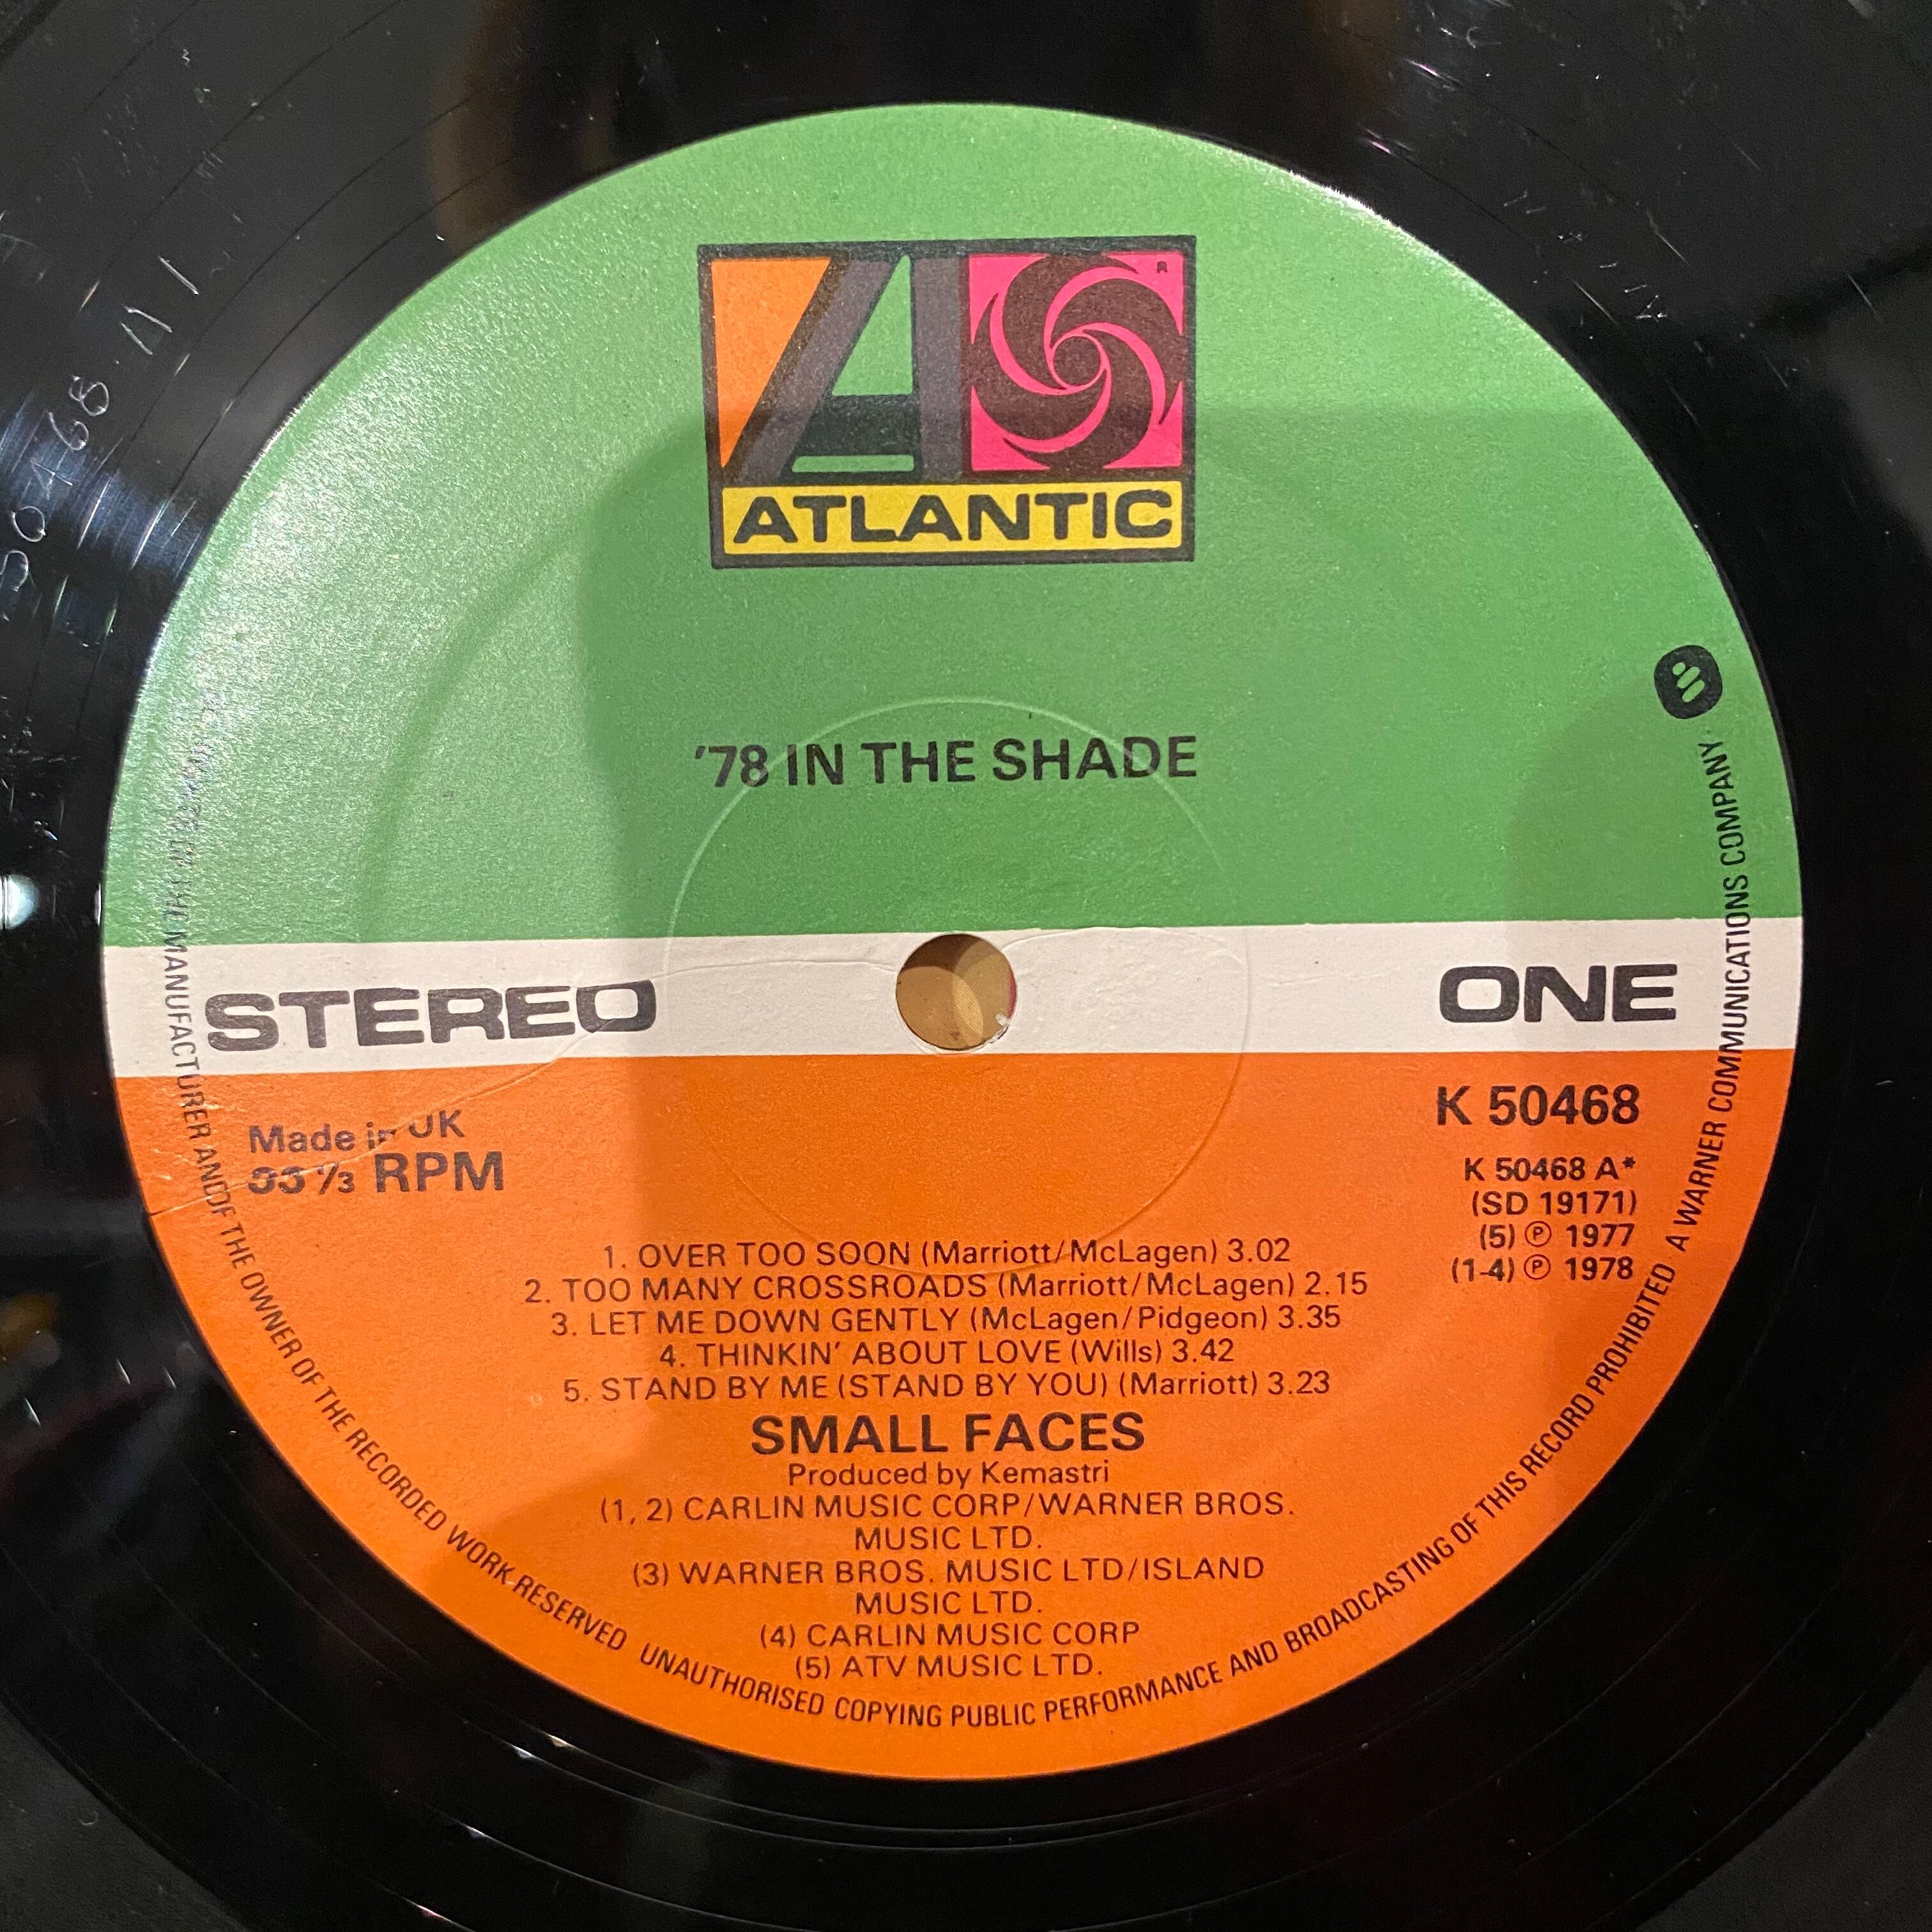 50468 A1
ATLANTIC
®
'78 IN THE SHADE
STEREO
ONE
Made in UK
33 1/3 RPM
K 50468
K 50468 A*
(SD 19171)
(5) ℗ 1977
(1-4) ℗ 1978
1. OVER TOO SOON (Marriott/McLagen) 3.02
2. TOO MANY CROSSROADS (Marriott/McLagen) 2.15
3. LET ME DOWN GENTLY (McLagen/Pidgeon) 3.35
4. THINKIN' ABOUT LOVE (Wills) 3.42
5. STAND BY ME (STAND BY YOU) (Marriott) 3.23
SMALL FACES
Produced by Kemastri
(1, 2) CARLIN MUSIC CORP/WARNER BROS.
MUSIC LTD.
(3) WARNER BROS. MUSIC LTD/ISLAND
MUSIC LTD.
(4) CARLIN MUSIC CORP
(5) ATV MUSIC LTD.
THE MANUFACTURER AND OF THE OWNER OF THE RECORDED WORK RESERVED UNAUTHORISED COPYING PUBLIC PERFORMANCE AND BROADCASTING OF THIS RECORD PROHIBITED A WARNER COMMUNICATIONS COMPANY